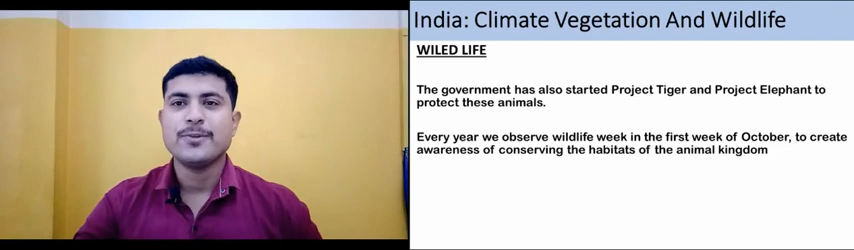 India: Climate Vegetation And Wildlife
WILED LIFE
The government has also started Project Tiger and Project Elephant to
protect these animals.
Every year we observe wildlife week in the first week of October, to create
awareness of conserving the habitats of the animal kingdom